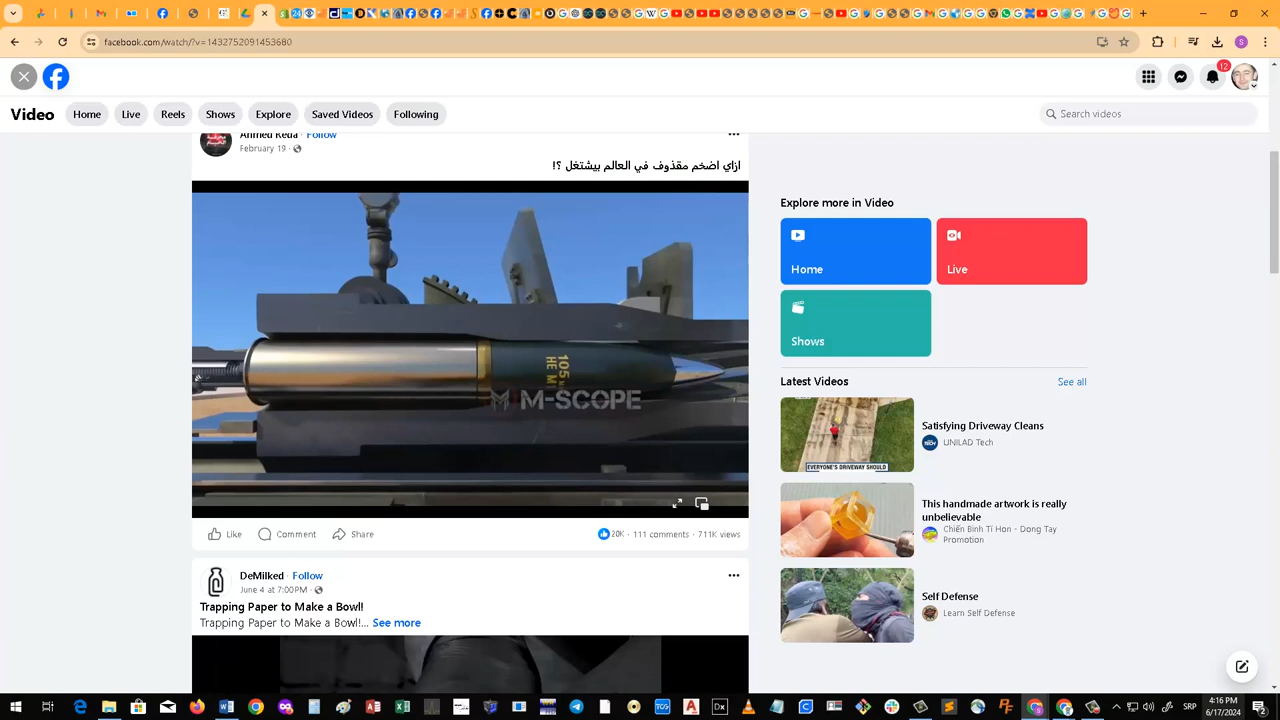 facebook.com/watch/?v=1432752091453680
S
12
Video
Home
Live
Reels
Shows
Explore
Saved Videos
Following
Search videos
Ahmed Reda · Follow
February 19 ·
ازاي اضخم مقذوف في العالم بيشتغل ؟!
105
HE M
M-SCOPE
Like
Comment
Share
20K · 111 comments · 711K views
DeMilked · Follow
June 4 at 7:00 PM ·
Trapping Paper to Make a Bowl!
Trapping Paper to Make a Bowl!... See more
Explore more in Video
Home
Live
Shows
Latest Videos
See all
EVERYONE'S DRIVEWAY SHOULD
Satisfying Driveway Cleans
UNILAD Tech
This handmade artwork is really
unbelievable
Chiến Binh Tí Hon - Dong Tay
Promotion
Self Defense
Learn Self Defense
SRP
4:16 PM
6/17/2024
2